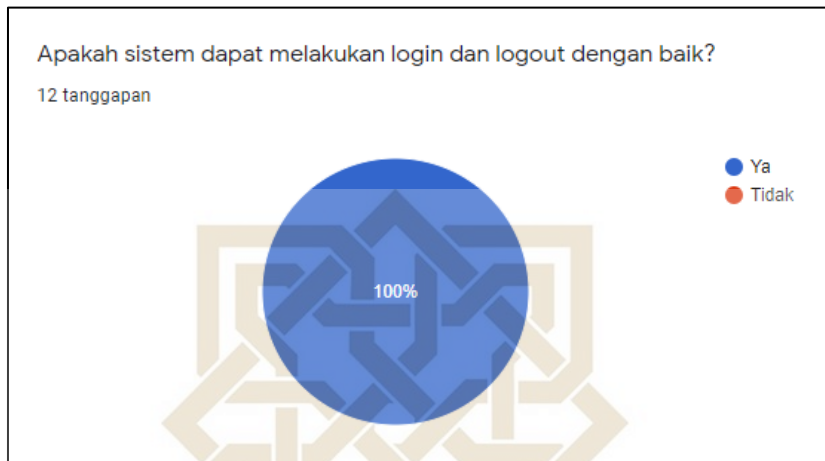 Apakah sistem dapat melakukan login dan logout dengan baik?
12 tanggapan
Ya
Tidak
100%